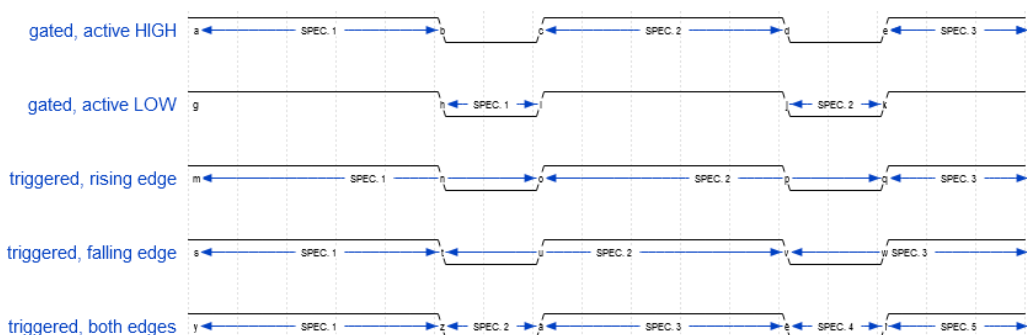 gated, active HIGH a SPEC. 1 b c SPEC. 2 d e SPEC. 3
gated, active LOW g h SPEC. 1 i j SPEC. 2 k
triggered, rising edge m SPEC. 1 n o SPEC. 2 p q SPEC. 3
triggered, falling edge s SPEC. 1 t u SPEC. 2 v w SPEC. 3
triggered, both edges y SPEC. 1 z SPEC. 2 a SPEC. 3 e SPEC. 4 SPEC. 5